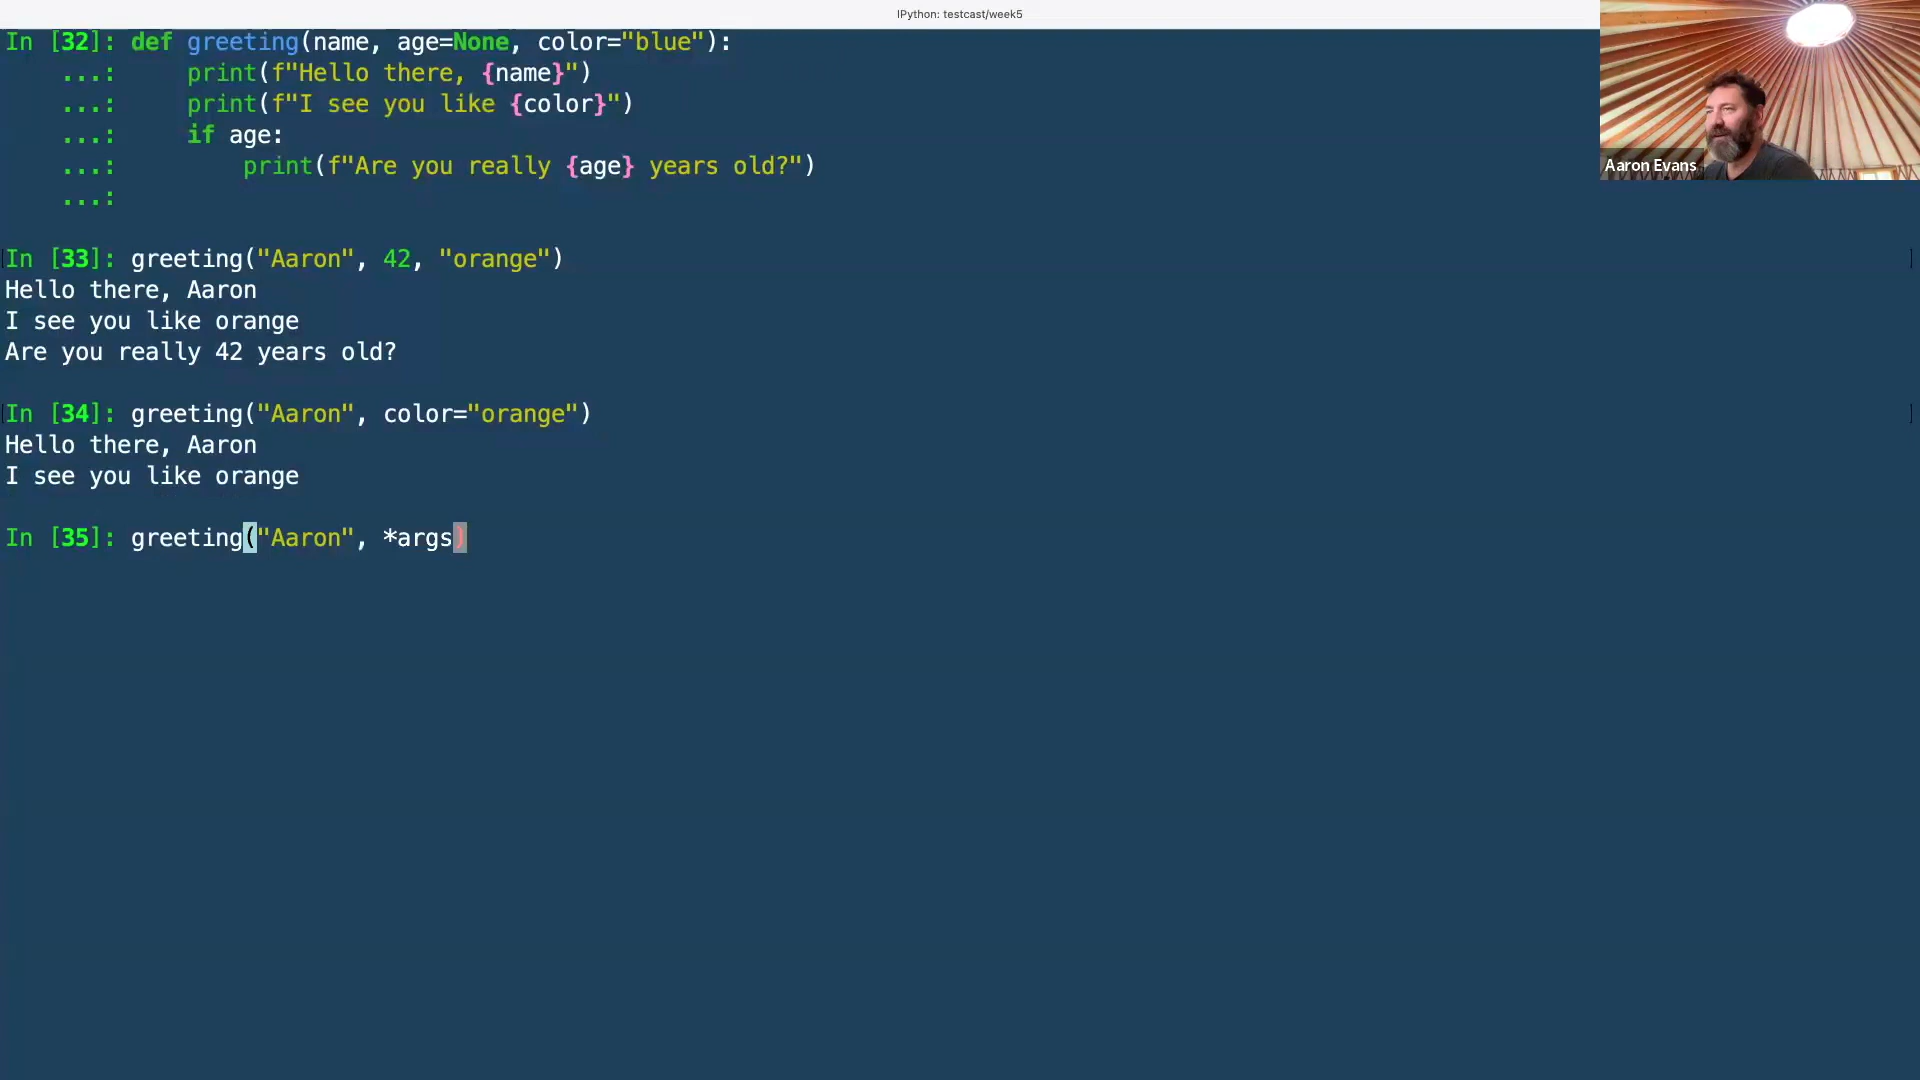 IPython: testcast/week5
In [32]: def greeting(name, age=None, color="blue"):
...: print(f"Hello there, {name}")
...: print(f"I see you like {color}")
...: if age:
...: print(f"Are you really {age} years old?")
...:
Aaron Evans
In [33]: greeting("Aaron", 42, "orange")
Hello there, Aaron
I see you like orange
Are you really 42 years old?
In [34]: greeting("Aaron", color="orange")
Hello there, Aaron
I see you like orange
In [35]: greeting("Aaron", *args)